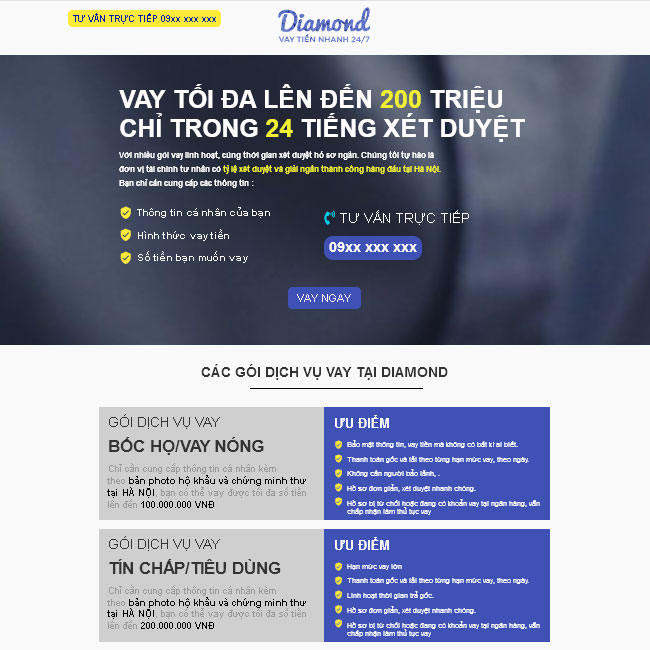 TƯ VẤN TRỰC TIẾP 09xx xxx xxx
Diamond
VAY TIỀN NHANH 24/7
VAY TỐI ĐA LÊN ĐẾN 200 TRIỆU
CHỈ TRONG 24 TIẾNG XÉT DUYỆT
Với nhiều gói vay linh hoạt, cùng thời gian xét duyệt hồ sơ ngắn. Chúng tôi tự hào là
đơn vị tài chính tư nhân có tỷ lệ xét duyệt và giải ngân thành công hàng đầu tại Hà Nội.
Bạn chỉ cần cung cấp các thông tin :
Thông tin cá nhân của bạn
Hình thức vay tiền
Số tiền bạn muốn vay
TƯ VẤN TRỰC TIẾP
09xx xxx xxx
VAY NGAY
CÁC GÓI DỊCH VỤ VAY TẠI DIAMOND
GÓI DỊCH VỤ VAY
BỐC HỌ/VAY NÓNG
Chỉ cần cung cấp thông tin cá nhân kèm
theo bản photo hộ khẩu và chứng minh thư
tại HÀ NỘI, bạn có thể vay được tối đa số tiền
lên đến 100.000.000 VNĐ
ƯU ĐIỂM
Bảo mật thông tin, vay tiền mà không có bất kì ai biết.
Thanh toán gốc và lãi theo từng hạn mức vay, theo ngày.
Không cần người bảo lãnh, .
Hồ sơ đơn giản, xét duyệt nhanh chóng.
Hồ sơ bị từ chối hoặc đang có khoản vay tại ngân hàng, vẫn
chấp nhận làm thủ tục vay
GÓI DỊCH VỤ VAY
TÍN CHẤP/TIÊU DÙNG
Chỉ cần cung cấp thông tin cá nhân kèm
theo bản photo hộ khẩu và chứng minh thư
tại HÀ NỘI, bạn có thể vay được tối đa số tiền
lên đến 200.000.000 VNĐ
ƯU ĐIỂM
Hạn mức vay lớn
Thanh toán gốc và lãi theo từng hạn mức vay, theo ngày.
Linh hoạt thời gian trả gốc.
Hồ sơ đơn giản, xét duyệt nhanh chóng.
Hồ sơ bị từ chối hoặc đang có khoản vay tại ngân hàng, vẫn
chấp nhận làm thủ tục vay